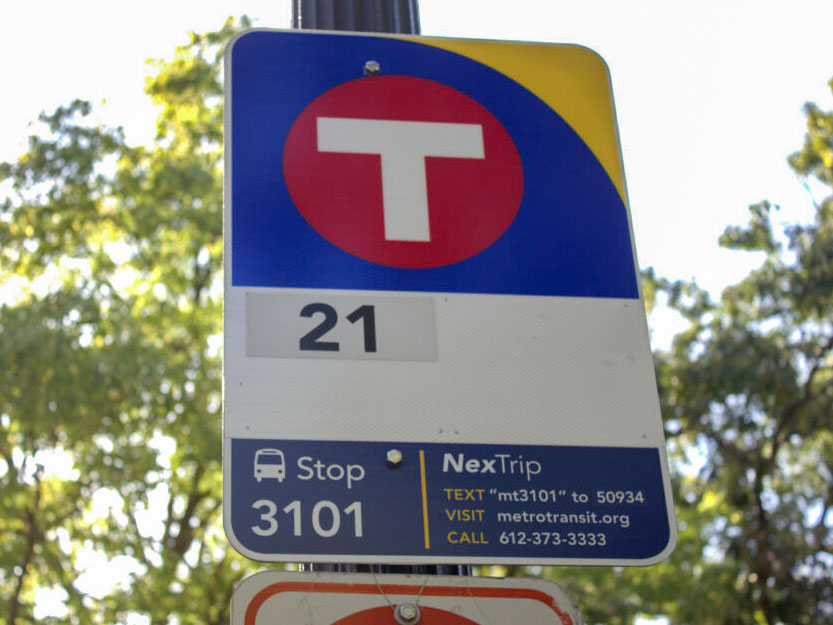 T
21
Stop
3101
NexTrip
TEXT "mt3101" to 50934
VISIT metrotransit.org
CALL 612-373-3333